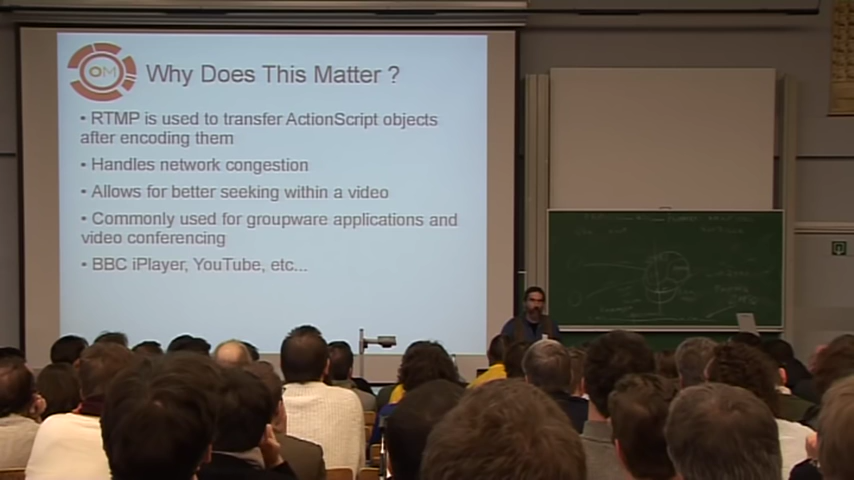 OM
Why Does This Matter ?
• RTMP is used to transfer ActionScript objects
after encoding them
• Handles network congestion
• Allows for better seeking within a video
• Commonly used for groupware applications and
video conferencing
• BBC iPlayer, YouTube, etc...